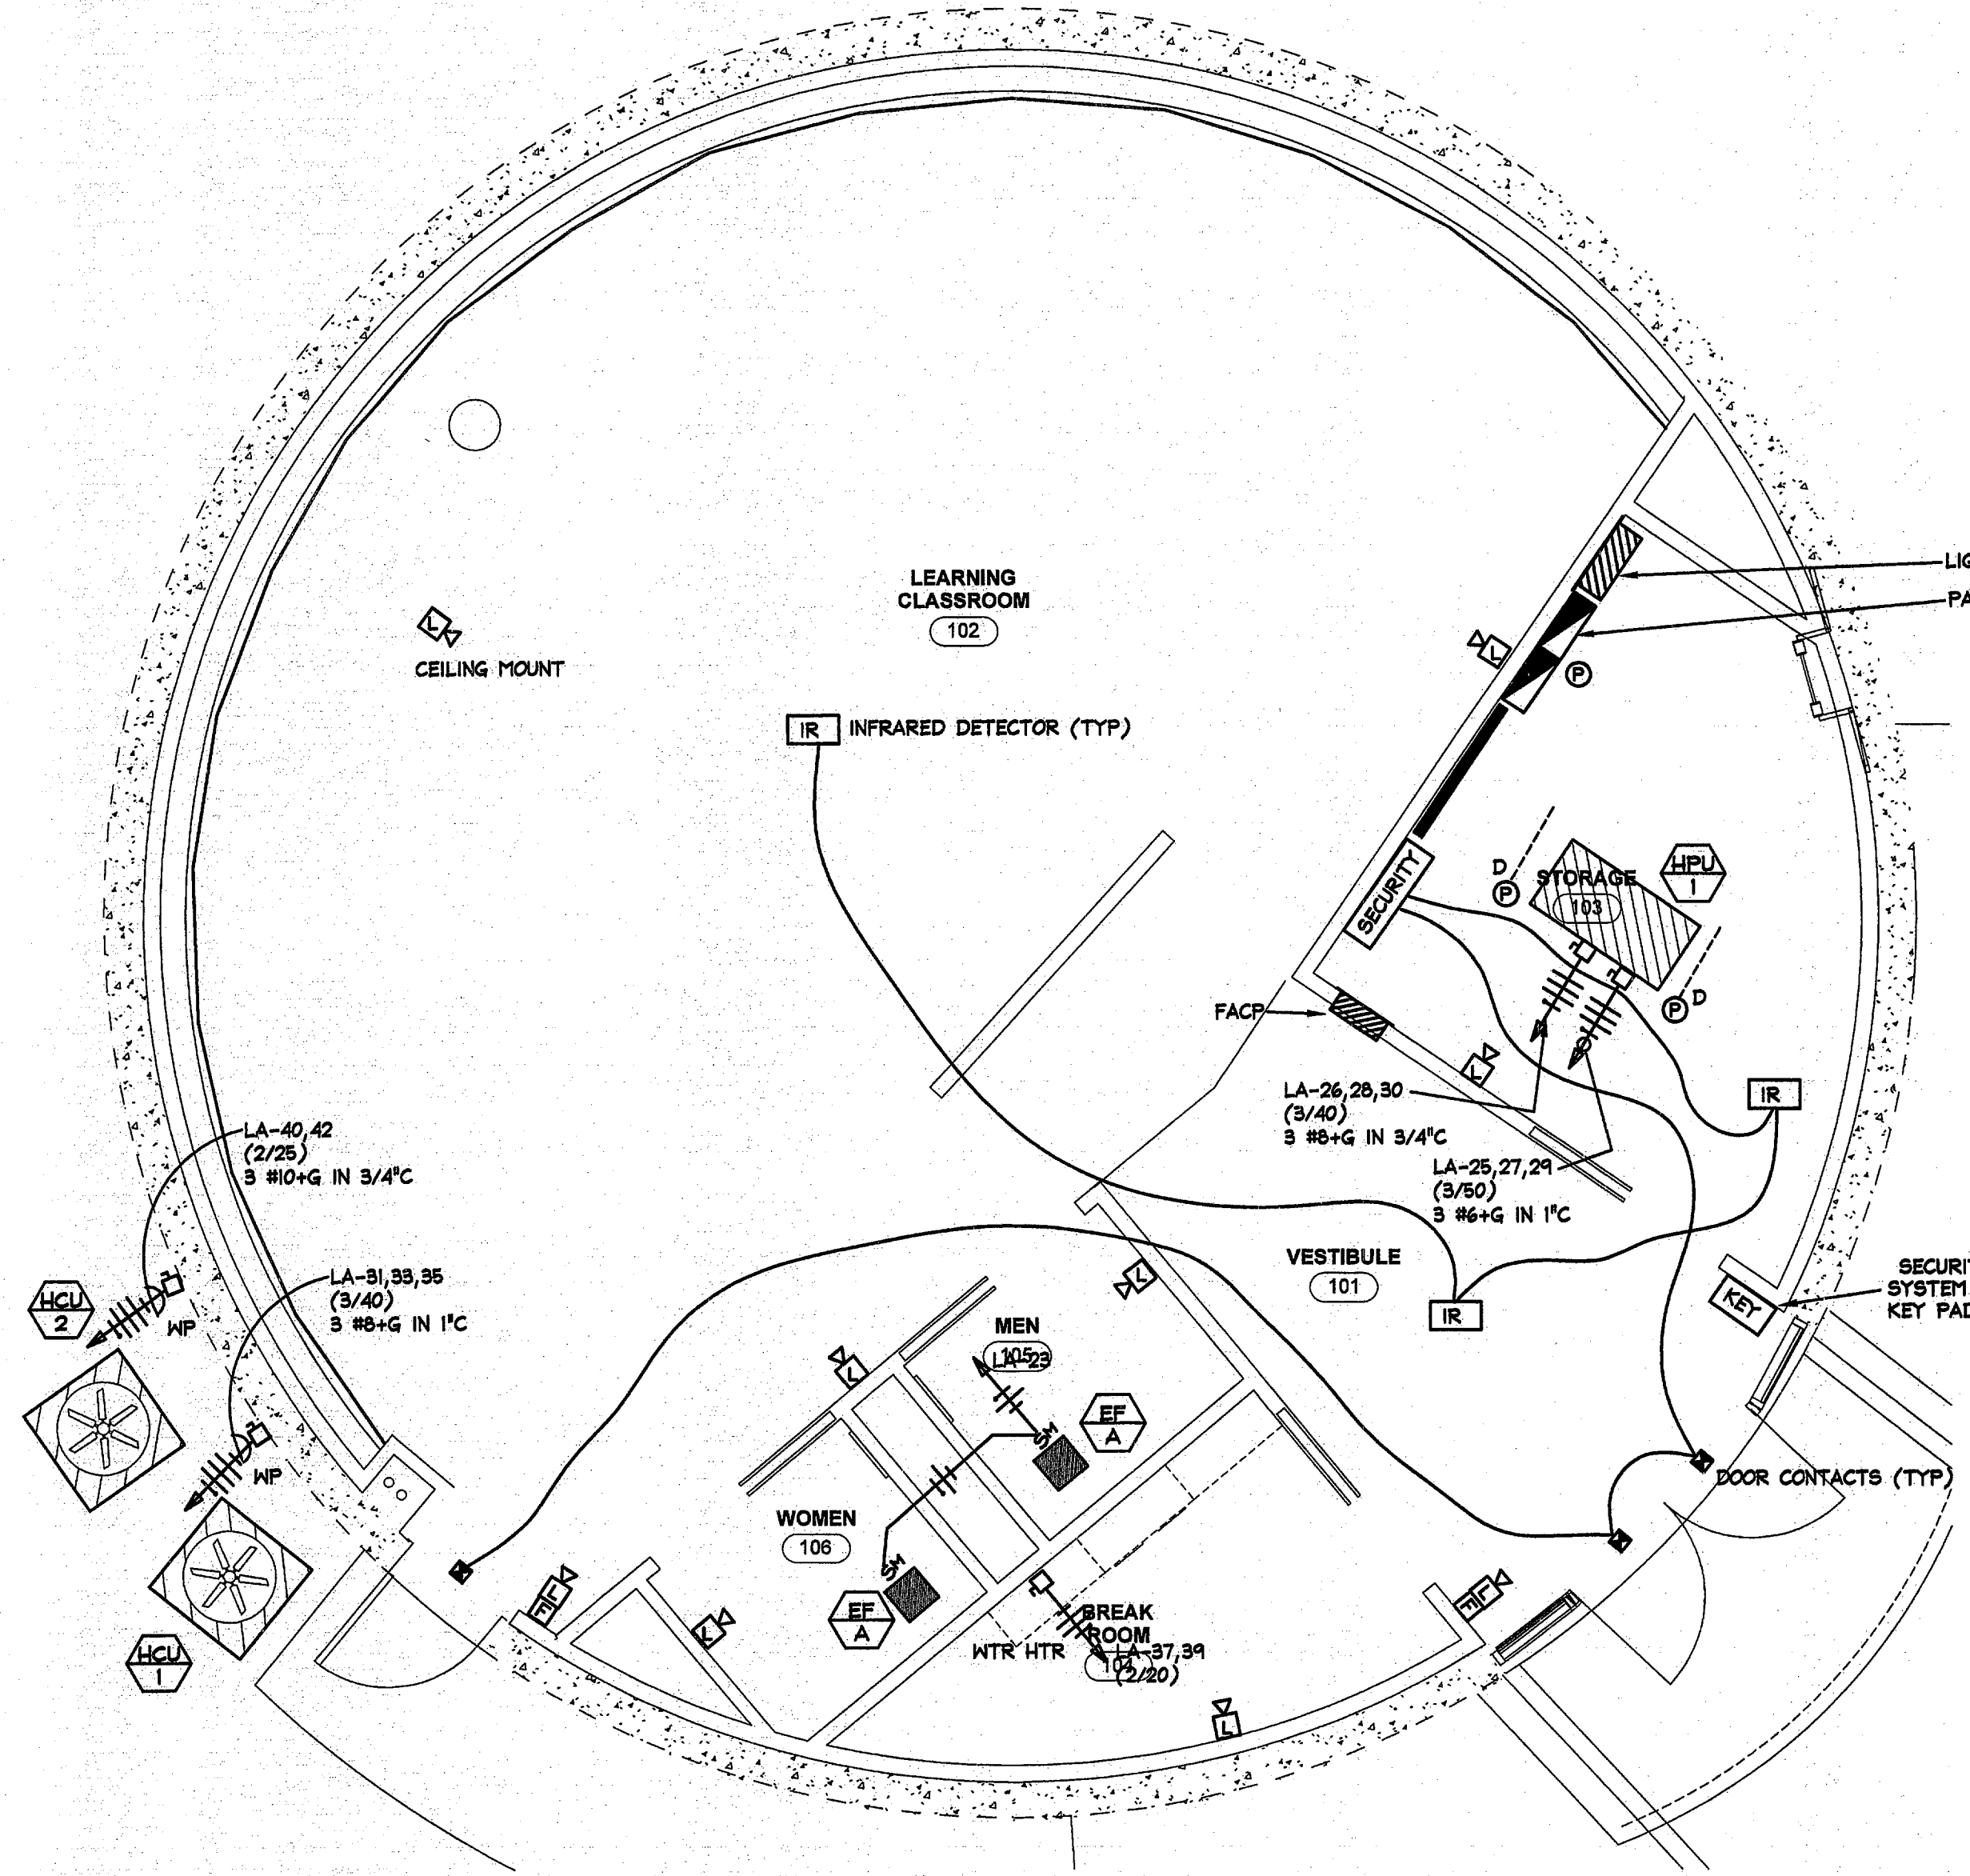 LEARNING
CLASSROOM
102
L
CEILING MOUNT
L
P
IR INFRARED DETECTOR (TYP)
SECURITY
D
P
STORAGE
103
HPU
1
P D
FACP
L
LA-26,28,30
(3/40)
3 #8+G IN 3/4"C
IR
LA-25,27,29
(3/50)
3 #6+G IN 1"C
LA-40,42
(2/25)
3 #10+G IN 3/4"C
LA-31,33,35
(3/40)
3 #8+G IN 1"C
HCU
2
WP
WP
HCU
1
VESTIBULE
101
IR
L
KEY
SYSTEM
KEY PAD
MEN
105
LA-23
L
EF
A
SM
WOMEN
106
SM
EF
A
DOOR CONTACTS (TYP)
L
F
L
F L
BREAK
ROOM
104
WTR HTR
LA-37,39
(2/20)
L